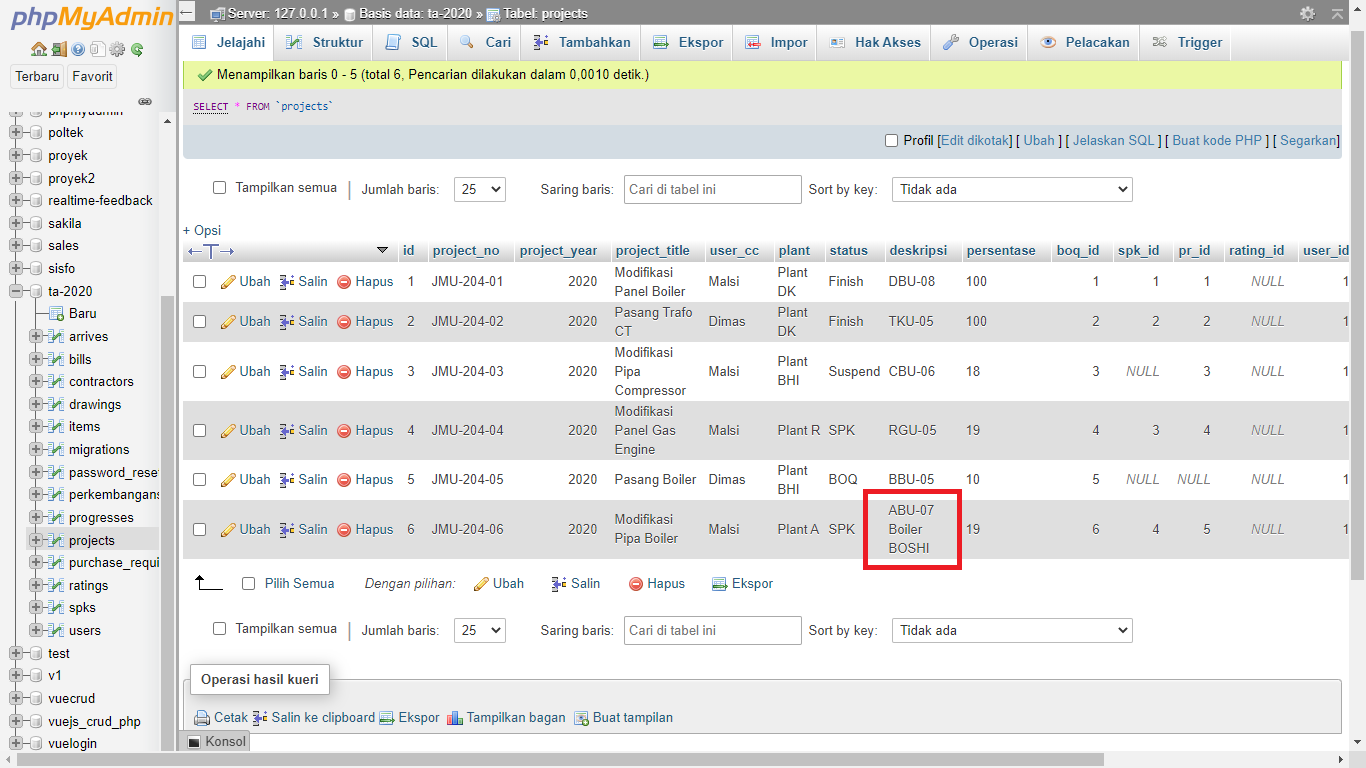 phpMyAdmin
Terbaru Favorit
phpmyadmin
poltek
proyek
proyek2
realtime-feedback
sakila
sales
sisfo
ta-2020
Baru
arrives
bills
contractors
drawings
items
migrations
password_rese
perkembangans
progresses
projects
purchase_requi
ratings
spks
users
test
v1
vuecrud
vuejs_crud_php
vuelogin
Server: 127.0.0.1 » Basis data: ta-2020 » Tabel: projects
Jelajahi Struktur SQL Cari Tambahkan Ekspor Impor Hak Akses Operasi Pelacakan Trigger
Menampilkan baris 0 - 5 (total 6, Pencarian dilakukan dalam 0,0010 detik.)
SELECT * FROM `projects`
Profil [Edit dikotak] [ Ubah ] [ Jelaskan SQL ] [ Buat kode PHP ] [ Segarkan]
Tampilkan semua | Jumlah baris: 25 Saring baris: Cari di tabel ini Sort by key: Tidak ada
+ Opsi
←T→ id project_no project_year project_title user_cc plant status deskripsi persentase boq_id spk_id pr_id rating_id user_id
Ubah Salin Hapus 1 JMU-204-01 2020 Modifikasi Panel Boiler Malsi Plant DK Finish DBU-08 100 1 1 1 NULL 1
Ubah Salin Hapus 2 JMU-204-02 2020 Pasang Trafo CT Dimas Plant DK Finish TKU-05 100 2 2 2 NULL 1
Ubah Salin Hapus 3 JMU-204-03 2020 Modifikasi Pipa Compressor Malsi Plant BHI Suspend CBU-06 18 3 NULL 3 NULL 1
Ubah Salin Hapus 4 JMU-204-04 2020 Modifikasi Panel Gas Engine Malsi Plant R SPK RGU-05 19 4 3 4 NULL 1
Ubah Salin Hapus 5 JMU-204-05 2020 Pasang Boiler Dimas Plant BHI BOQ BBU-05 10 5 NULL NULL NULL 1
Ubah Salin Hapus 6 JMU-204-06 2020 Modifikasi Pipa Boiler Malsi Plant A SPK ABU-07 Boiler BOSHI 19 6 4 5 NULL 1
Pilih Semua Dengan pilihan: Ubah Salin Hapus Ekspor
Tampilkan semua | Jumlah baris: 25 Saring baris: Cari di tabel ini Sort by key: Tidak ada
Operasi hasil kueri
Cetak Salin ke clipboard Ekspor Tampilkan bagan Buat tampilan
Konsol